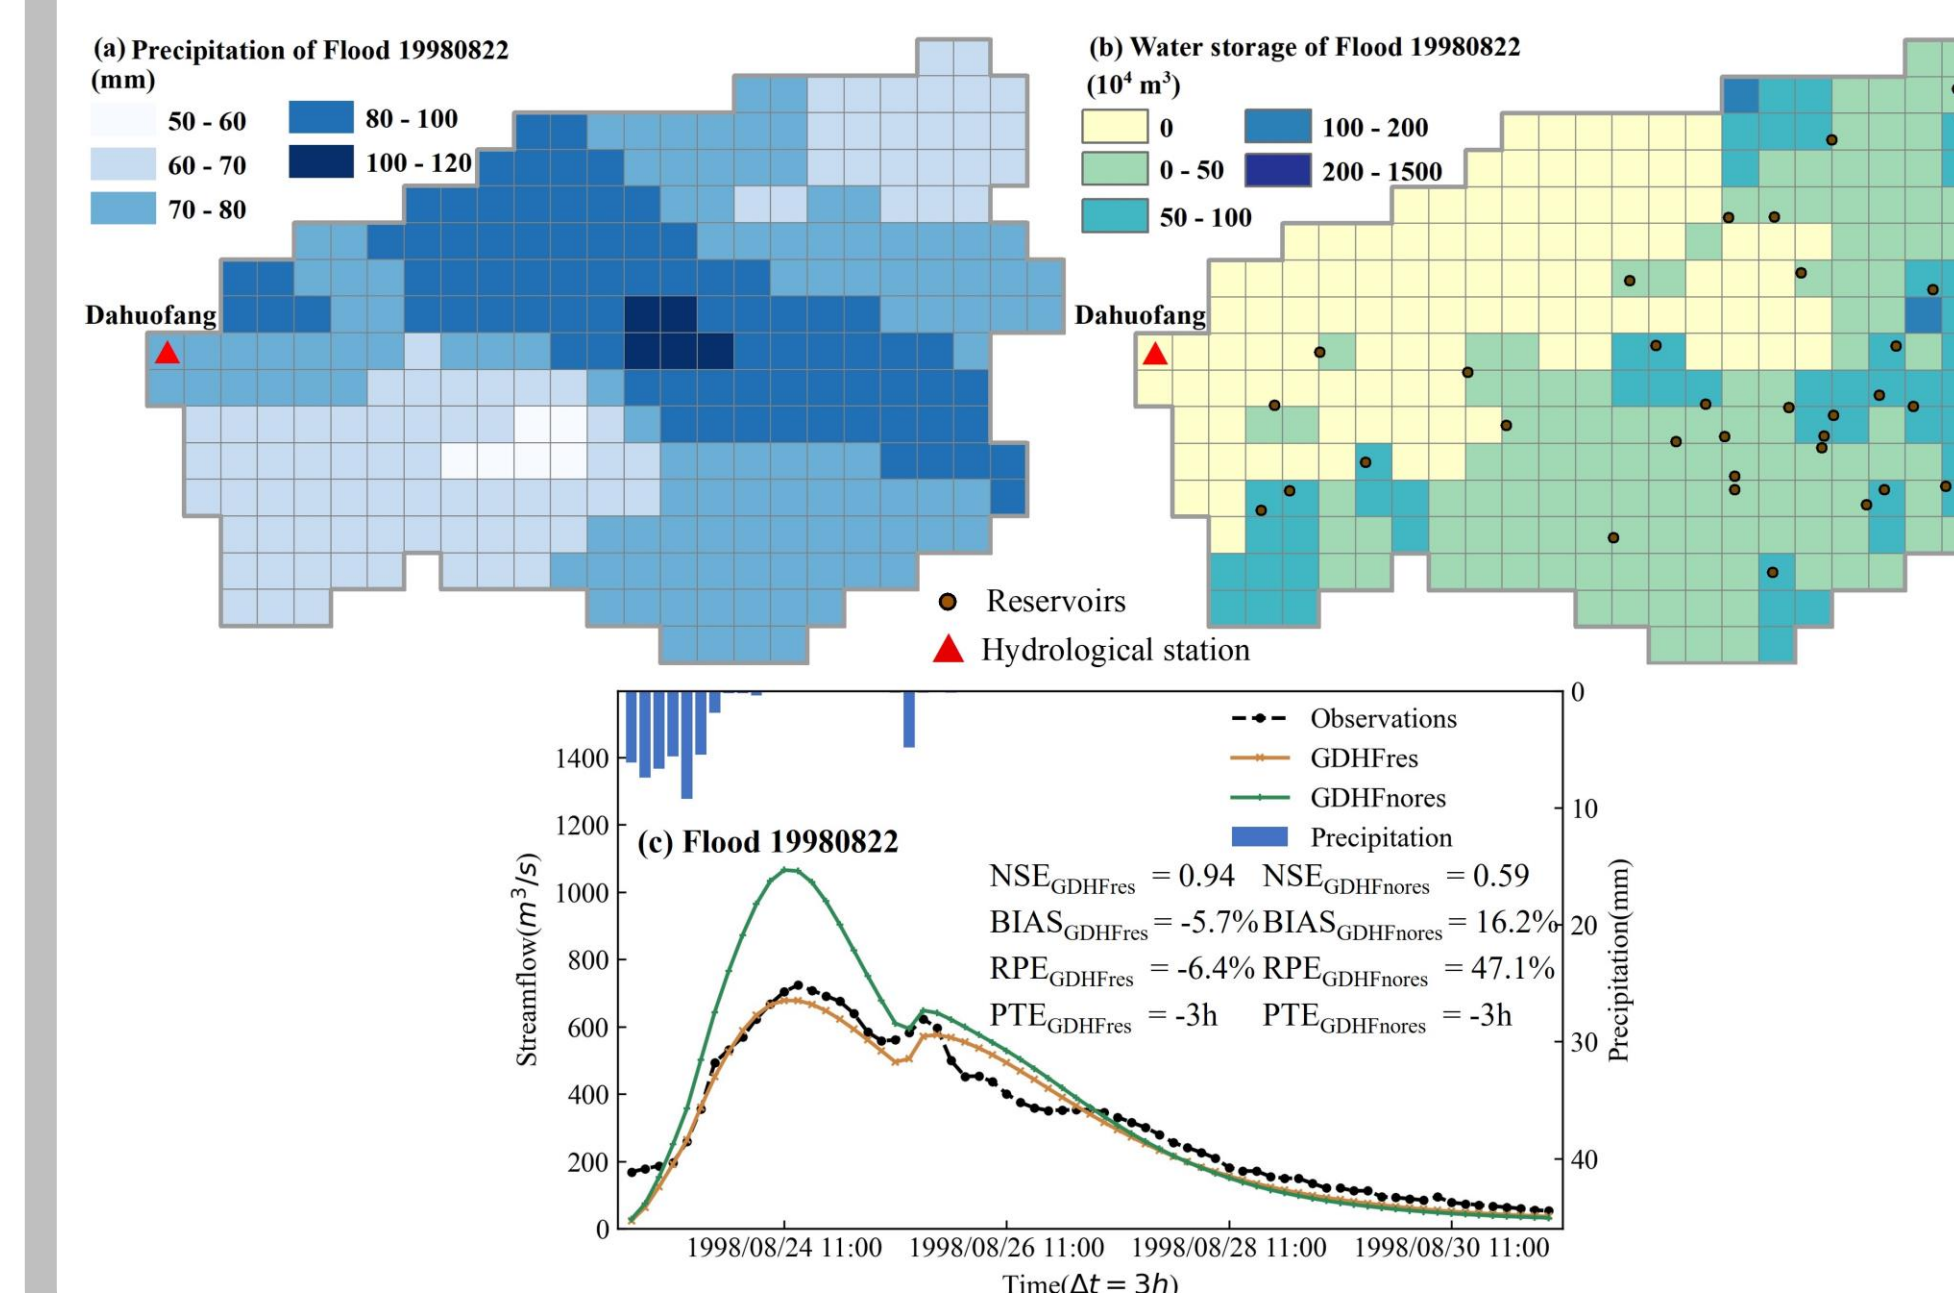 (a) Precipitation of Flood 19980822
(mm)
50 - 60
80 - 100
60 - 70
100 - 120
70 - 80
Dahuofang
(b) Water storage of Flood 19980822
(10⁴ m³)
0
100 - 200
0 - 50
200 - 1500
50 - 100
Dahuofang
Reservoirs
Hydrological station
(c) Flood 19980822
Observations
GDHFres
GDHFnores
Precipitation
NSE_GDHFres = 0.94 NSE_GDHFnores = 0.59
BIAS_GDHFres = -5.7% BIAS_GDHFnores = 16.2%
RPE_GDHFres = -6.4% RPE_GDHFnores = 47.1%
PTE_GDHFres = -3h PTE_GDHFnores = -3h
Streamflow(m³/s)
1400
1200
1000
800
600
400
200
0
0
10
20
30
40
Precipitation(mm)
1998/08/24 11:00 1998/08/26 11:00 1998/08/28 11:00 1998/08/30 11:00
Time(Δt = 3h)